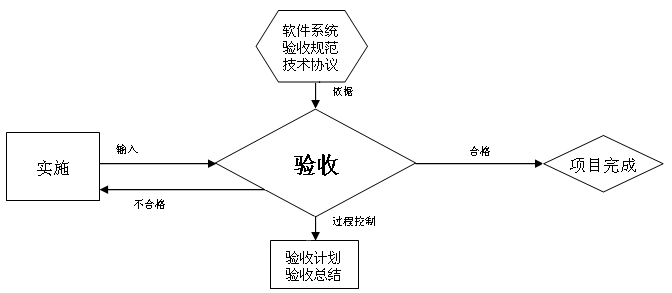 软件系统
验收规范
技术协议
依据
实施
输入
验收
合格
项目完成
不合格
过程控制
验收计划
验收总结